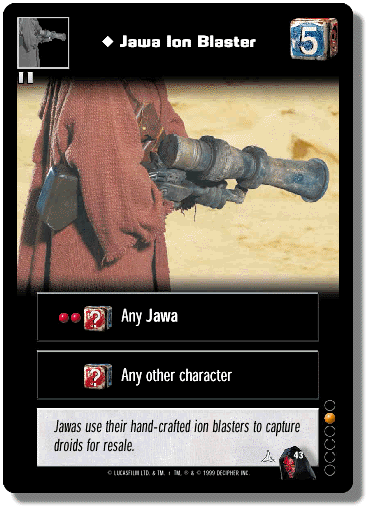 ◆ Jawa Ion Blaster
5
? Any Jawa
? Any other character
Jawas use their hand-crafted ion blasters to capture
droids for resale.
43
© LUCASFILM LTD. & TM. ® & © 1999 DECIPHER INC.